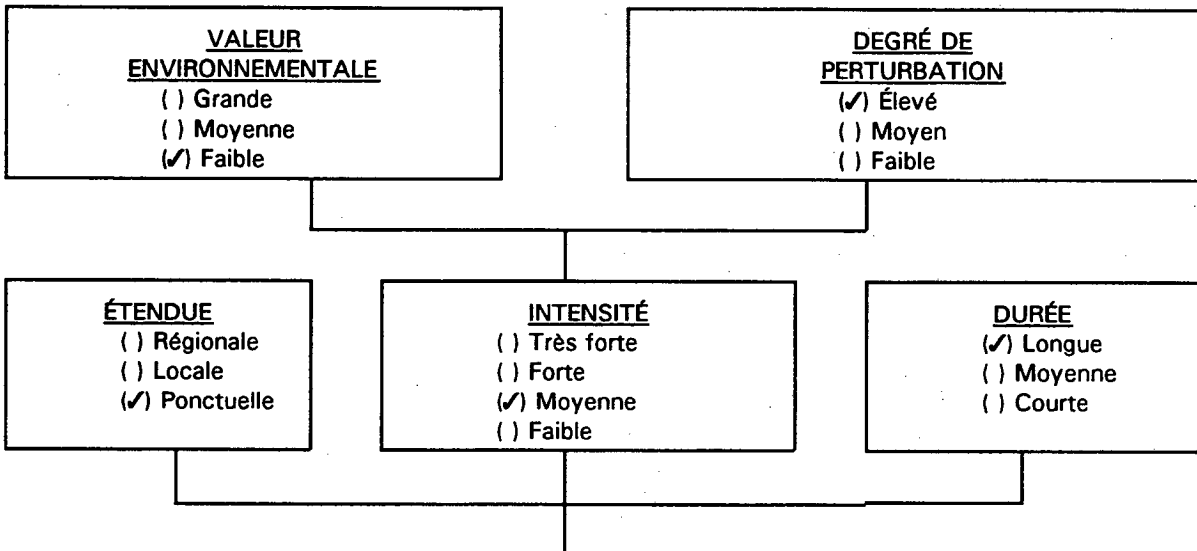 VALEUR
ENVIRONNEMENTALE
( ) Grande
( ) Moyenne
(✓) Faible
DEGRÉ DE
PERTURBATION
(✓) Élevé
( ) Moyen
( ) Faible
ÉTENDUE
( ) Régionale
( ) Locale
(✓) Ponctuelle
INTENSITÉ
( ) Très forte
( ) Forte
(✓) Moyenne
( ) Faible
DURÉE
(✓) Longue
( ) Moyenne
( ) Courte